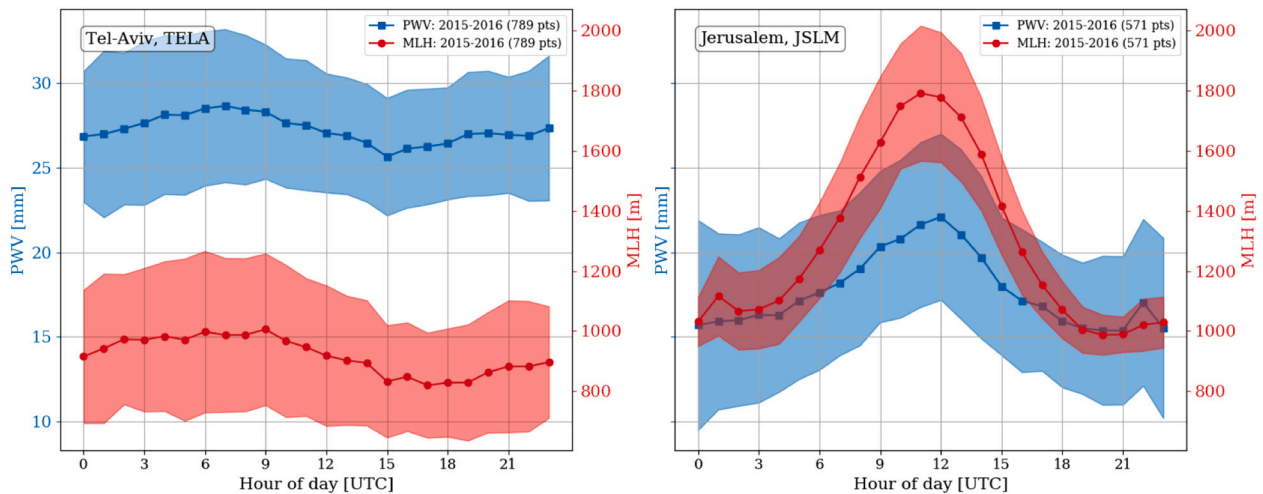 Tel-Aviv, TELA
PWV: 2015-2016 (789 pts)
MLH: 2015-2016 (789 pts)
30
25
20
15
10
PWV [mm]
2000
1800
1600
1400
1200
1000
800
MLH [m]
0 3 6 9 12 15 18 21
Hour of day [UTC]
Jerusalem, JSLM
PWV: 2015-2016 (571 pts)
MLH: 2015-2016 (571 pts)
PWV [mm]
2000
1800
1600
1400
1200
1000
800
MLH [m]
0 3 6 9 12 15 18 21
Hour of day [UTC]